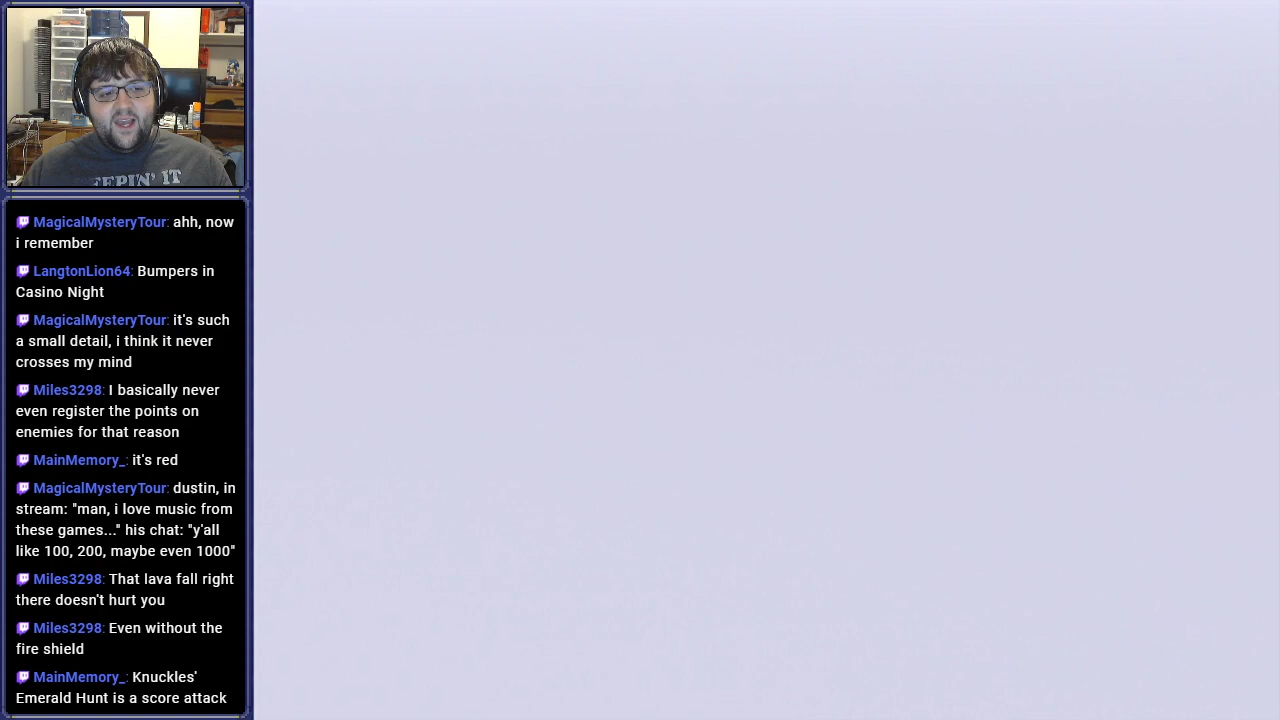 EEPIN' IT
MagicalMysteryTour: ahh, now
i remember
LangtonLion64: Bumpers in
Casino Night
MagicalMysteryTour: it's such
a small detail, i think it never
crosses my mind
Miles3298: I basically never
even register the points on
enemies for that reason
MainMemory_: it's red
MagicalMysteryTour: dustin, in
stream: "man, i love music from
these games..." his chat: "y'all
like 100, 200, maybe even 1000"
Miles3298: That lava fall right
there doesn't hurt you
Miles3298: Even without the
fire shield
MainMemory_: Knuckles'
Emerald Hunt is a score attack